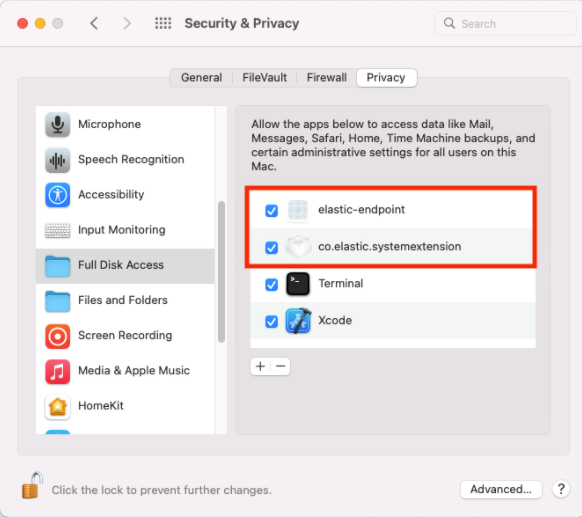 Security & Privacy
Search
General
FileVault
Firewall
Privacy
Microphone
Speech Recognition
Accessibility
Input Monitoring
Full Disk Access
Files and Folders
Screen Recording
Media & Apple Music
HomeKit
Allow the apps below to access data like Mail,
Messages, Safari, Home, Time Machine backups, and
certain administrative settings for all users on this
Mac.
elastic-endpoint
co.elastic.systemextension
Terminal
Xcode
+ −
Click the lock to prevent further changes.
Advanced...
?